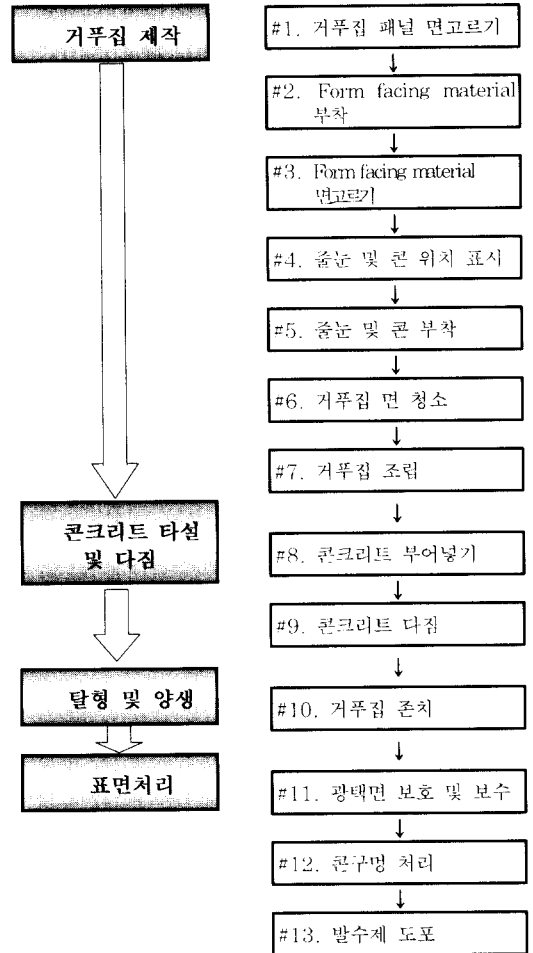 거푸집 제작
콘크리트 타설
및 다짐
탈형 및 양생
표면처리
#1. 거푸집 패널 면고르기
#2. Form facing material
부착
#3. Form facing material
면고르기
#4. 줄눈 및 콘 위치 표시
#5. 줄눈 및 콘 부착
#6. 거푸집 면 청소
#7. 거푸집 조립
#8. 콘크리트 부어넣기
#9. 콘크리트 다짐
#10. 거푸집 존치
#11. 광택면 보호 및 보수
#12. 콘구멍 처리
#13. 발수제 도포